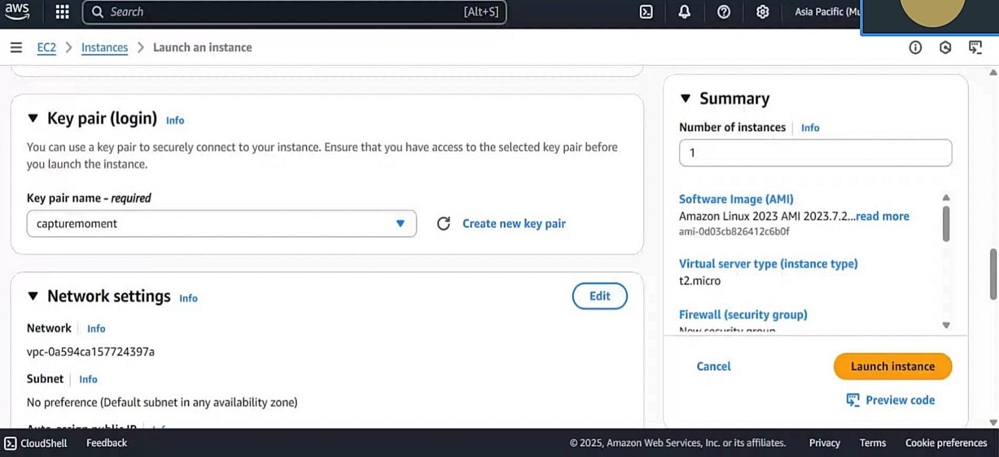 aws
Search [Alt+S]
Asia Pacific (Mu
EC2 > Instances > Launch an instance
Key pair (login) Info
You can use a key pair to securely connect to your instance. Ensure that you have access to the selected key pair before
you launch the instance.
Key pair name - required
capturemoment
Create new key pair
Network settings Info
Edit
Network Info
vpc-0a594ca157724397a
Subnet Info
No preference (Default subnet in any availability zone)
Auto-assign public IP
Summary
Number of instances Info
1
Software Image (AMI)
Amazon Linux 2023 AMI 2023.7.2...read more
ami-0d03cb826412c6b0f
Virtual server type (instance type)
t2.micro
Firewall (security group)
New security group
Cancel
Launch instance
Preview code
CloudShell Feedback
© 2025, Amazon Web Services, Inc. or its affiliates. Privacy Terms Cookie preferences